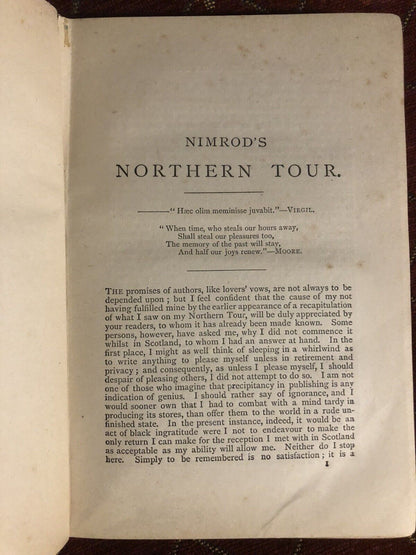 NIMROD'S
NORTHERN TOUR.
"Hæc olim meminisse juvabit."—VIRGIL.
"When time, who steals our hours away,
Shall steal our pleasures too,
The memory of the past will stay,
And half our joys renew."—MOORE.
THE promises of authors, like lovers' vows, are not always to be
depended upon; but I feel confident that the cause of my not
having fulfilled mine by the earlier appearance of a recapitulation
of what I saw on my Northern Tour, will be duly appreciated by
your readers, to whom it has already been made known. Some
persons, however, have asked me, why I did not commence it
whilst in Scotland, to whom I had an answer at hand. In the
first place, I might as well think of sleeping in a whirlwind as
to write anything to please myself unless in retirement and
privacy; and consequently, as unless I please myself, I should
despair of pleasing others, I did not attempt to do so. I am not
one of those who imagine that precipitancy in publishing is any
indication of genius. I should rather say of ignorance, and I
would sooner own that I had to combat with a mind tardy in
producing its stores, than offer them to the world in a rude un-
finished state. In the present instance, indeed, it would be an
act of black ingratitude were I not to endeavour to make the
only return I can make for the reception I met with in Scotland
as acceptable as my ability will allow me. Neither do I stop
here. Simply to be remembered is no satisfaction; it is a
1